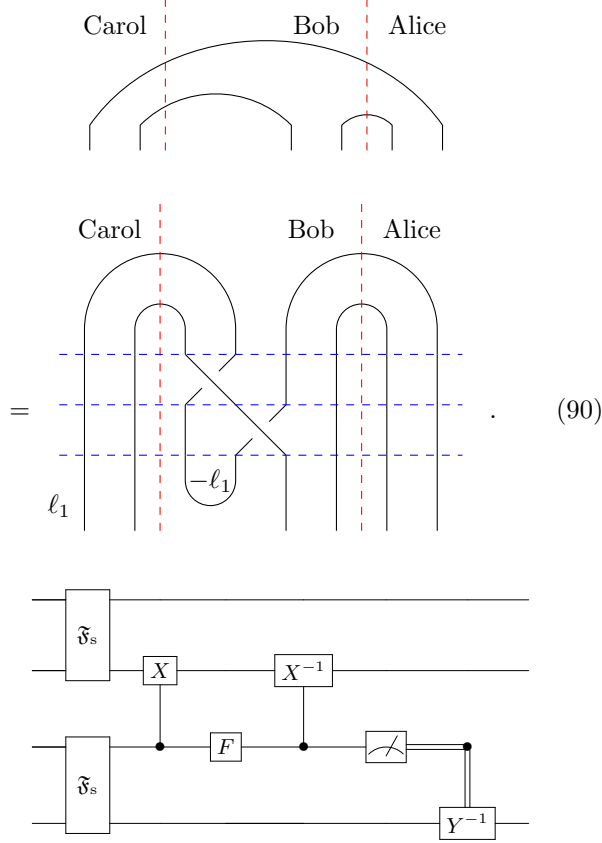 Carol Bob Alice
Carol Bob Alice
= . (90)
−ℓ₁
ℓ₁
𝔉ₛ
X X⁻¹
𝔉ₛ F
Y⁻¹